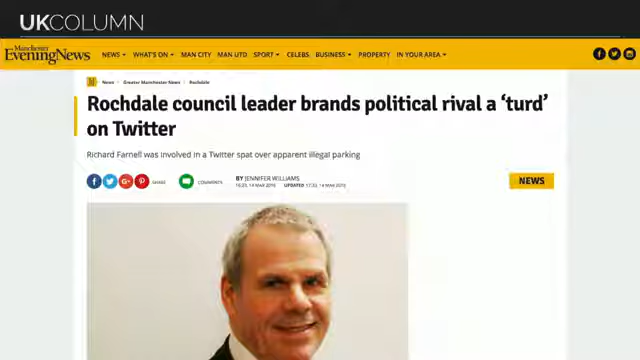 UKCOLUMN
Manchester
Evening News
NEWS WHAT'S ON MAN CITY MAN UTD SPORT CELEBS BUSINESS PROPERTY IN YOUR AREA
News Greater Manchester News Rochdale
Rochdale council leader brands political rival a ‘turd’
on Twitter
Richard Farnell was involved in a Twitter spat over apparent illegal parking
SHARE COMMENTS BY JENNIFER WILLIAMS
UPDATED
NEWS